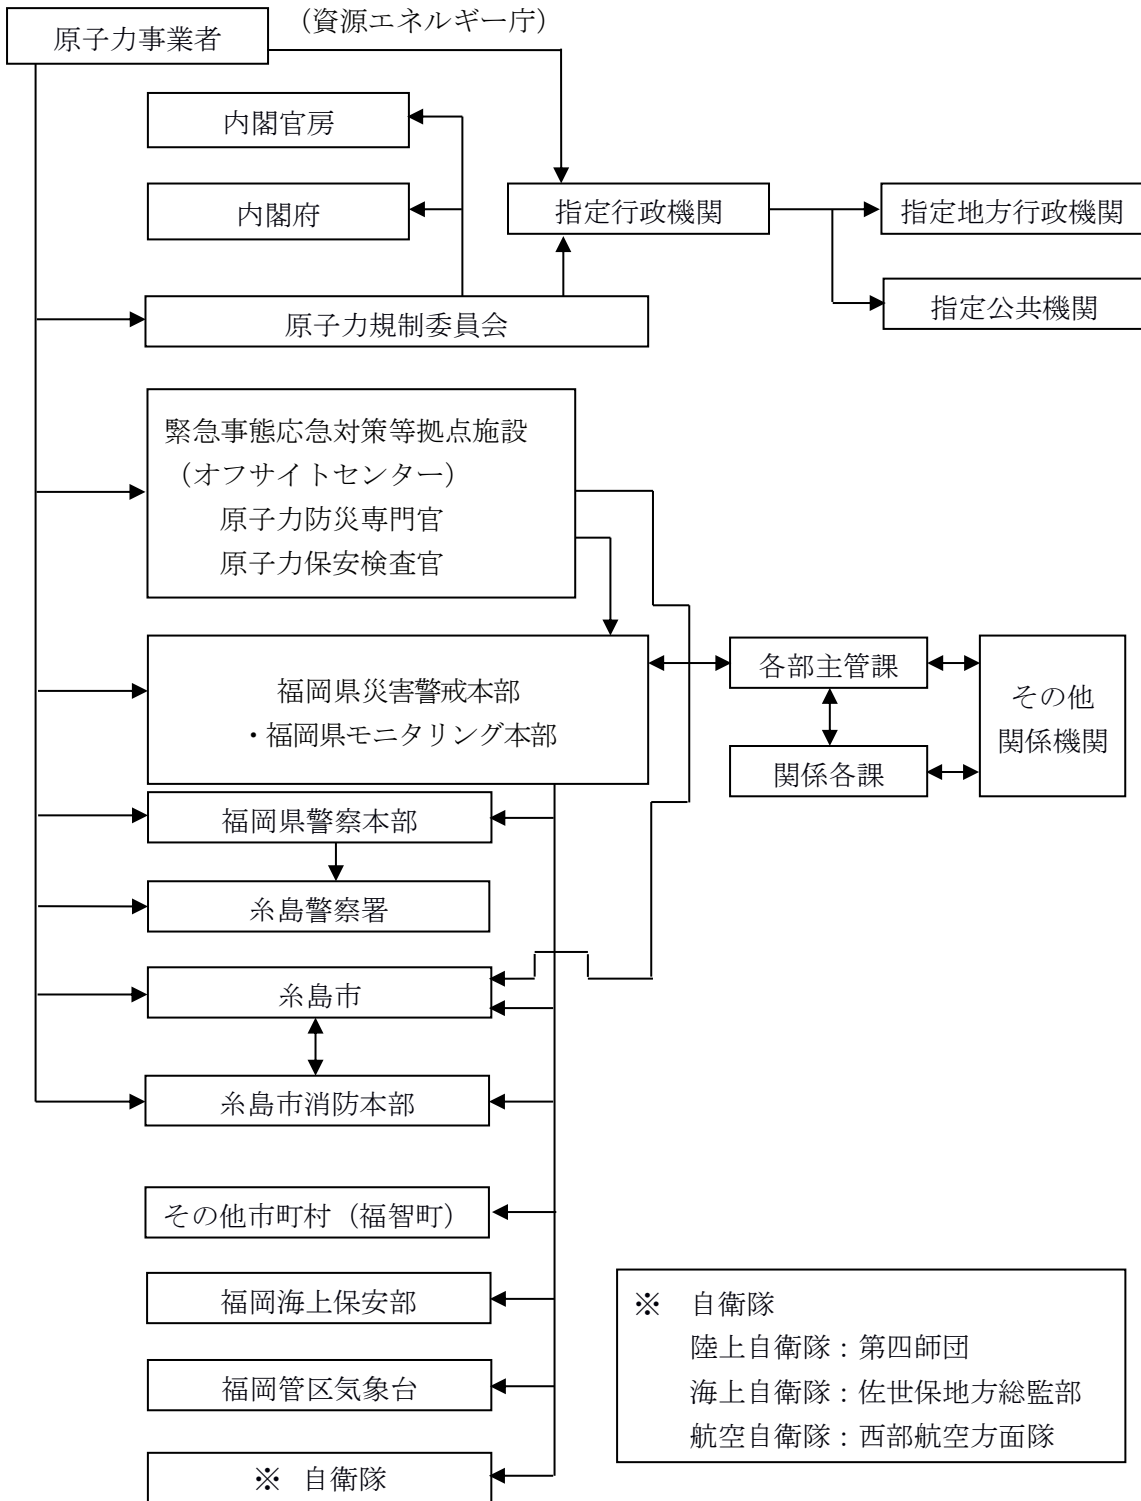 原子力事業者
（資源エネルギー庁）
内閣官房
内閣府
指定行政機関
指定地方行政機関
指定公共機関
原子力規制委員会
緊急事態応急対策等拠点施設
（オフサイトセンター）
原子力防災専門官
原子力保安検査官
福岡県災害警戒本部
・福岡県モニタリング本部
各部主管課
関係各課
その他
関係機関
福岡県警察本部
糸島警察署
糸島市
糸島市消防本部
その他市町村（福智町）
福岡海上保安部
福岡管区気象台
※ 自衛隊
※ 自衛隊
陸上自衛隊：第四師団
海上自衛隊：佐世保地方総監部
航空自衛隊：西部航空方面隊